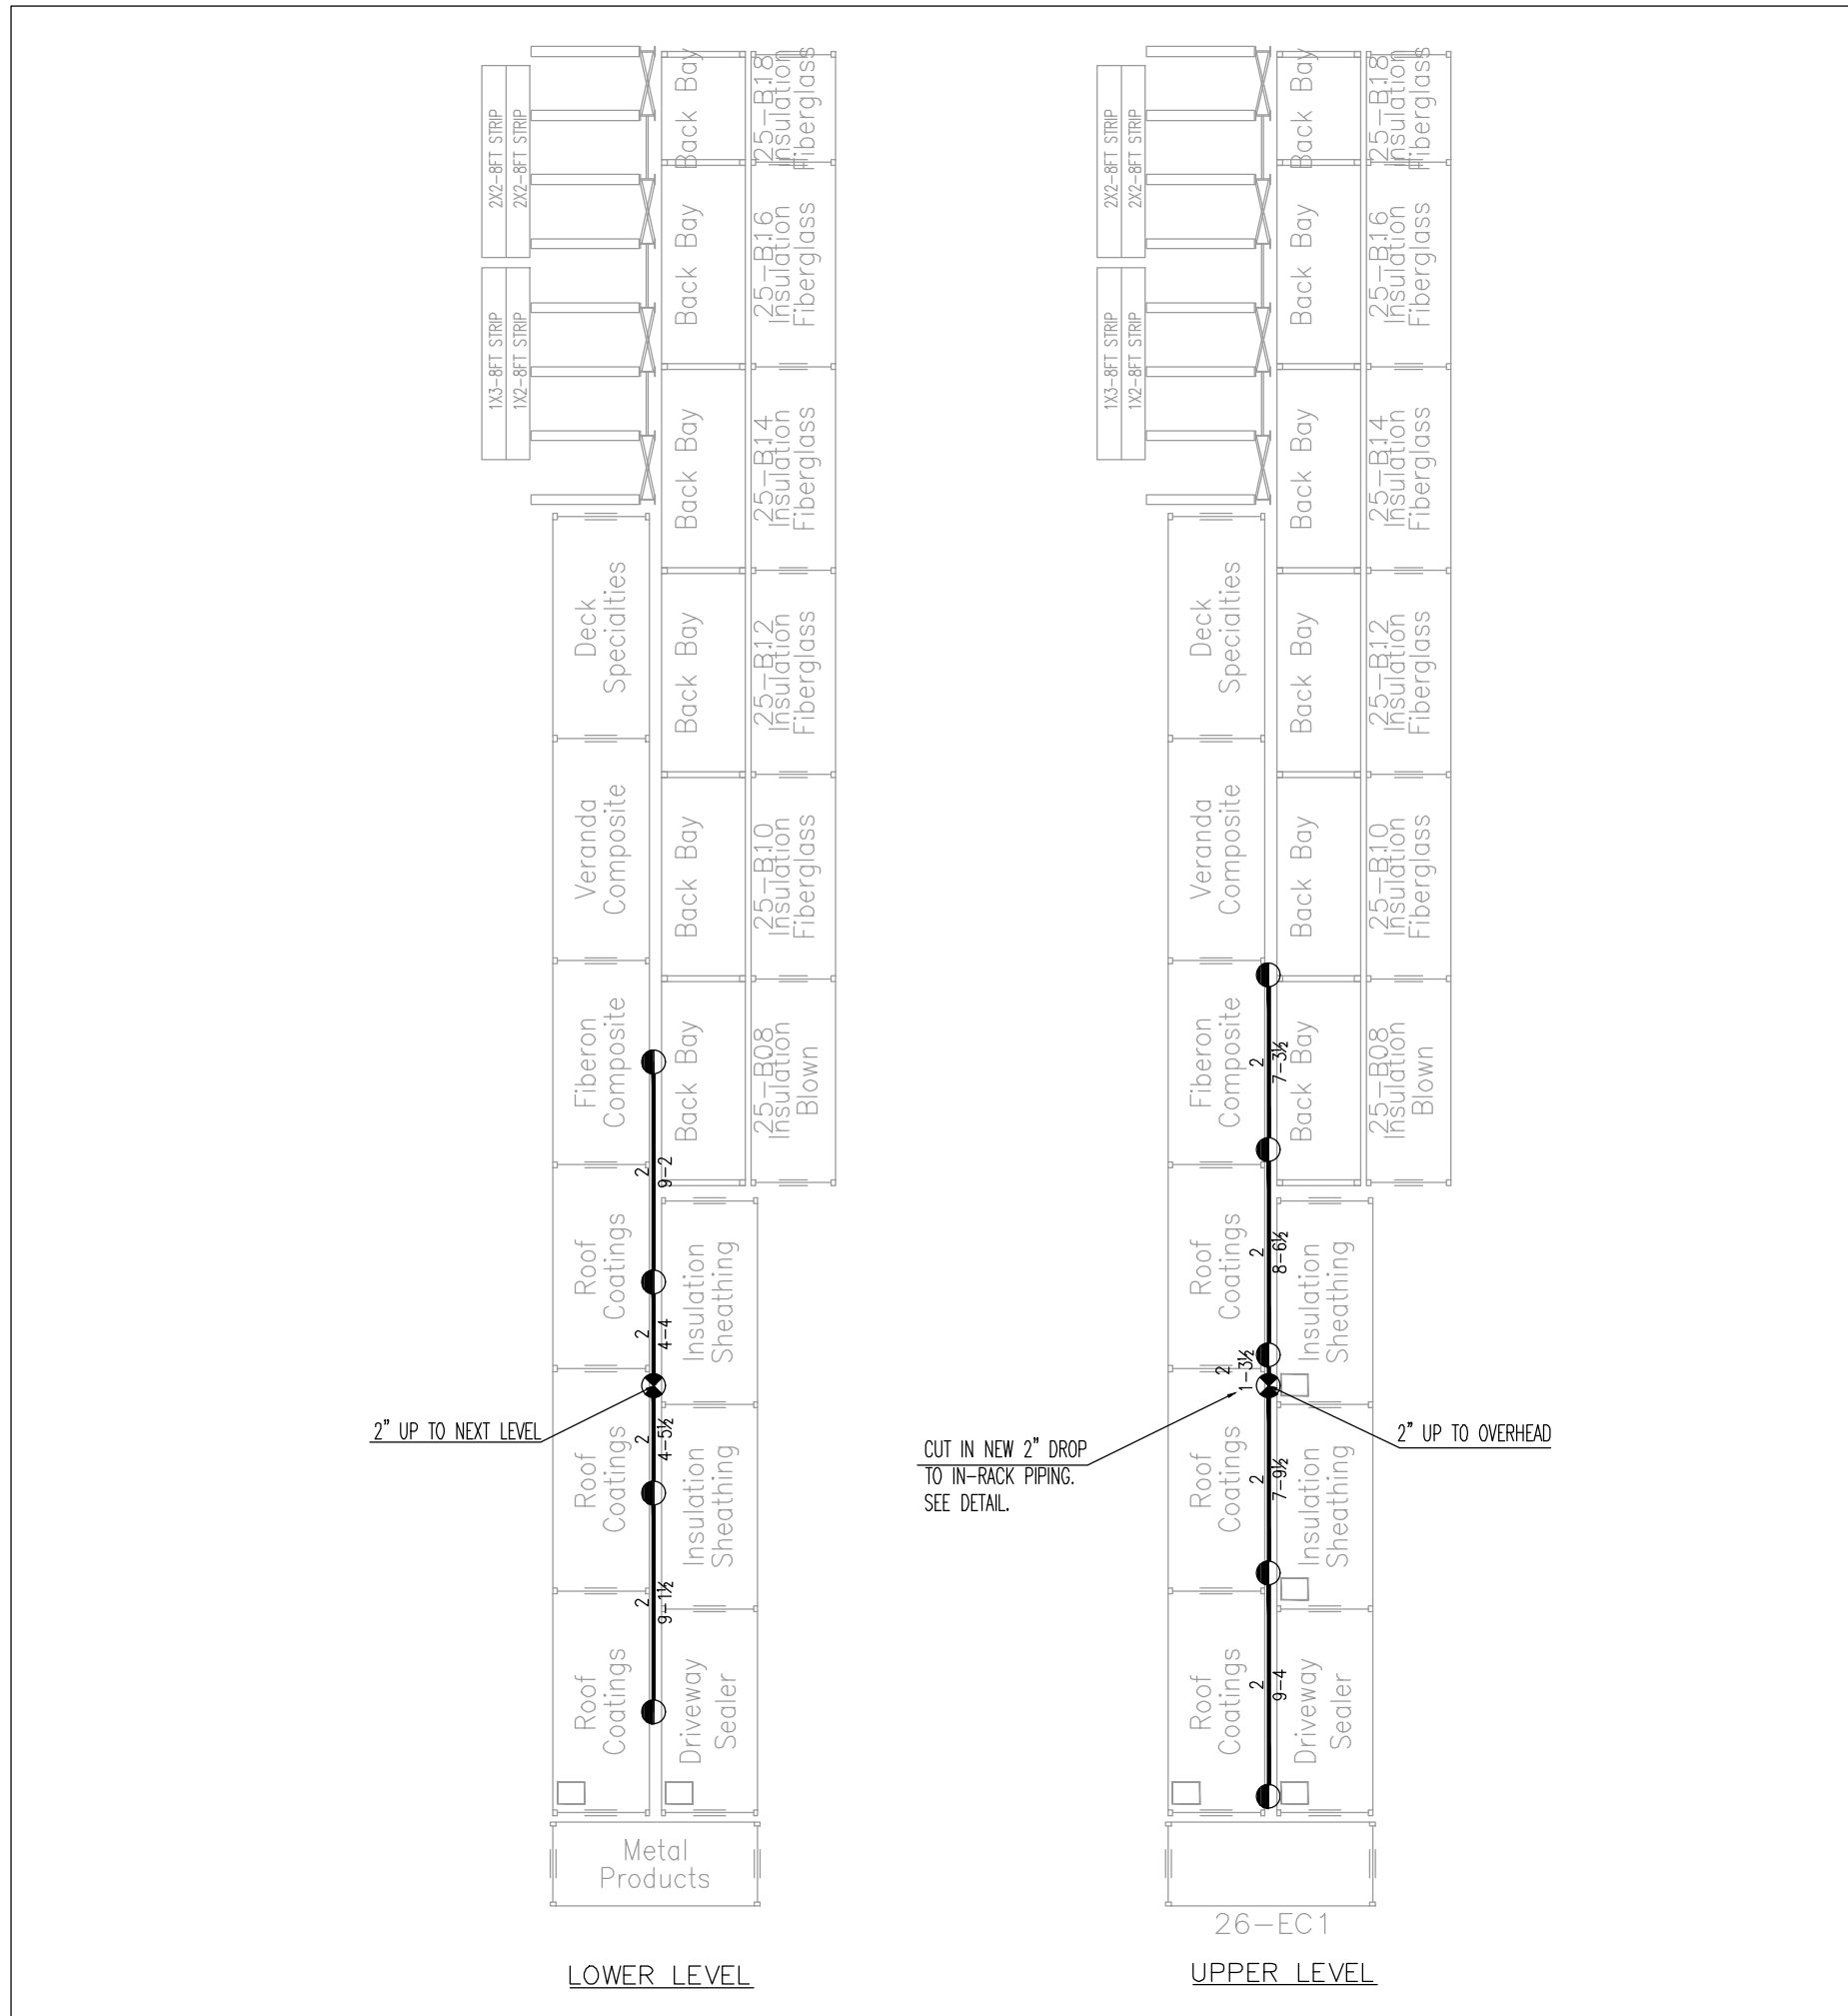 2X2-8FT STRIP
2X2-8FT STRIP
1X3-8FT STRIP
1X2-8FT STRIP
Back Bay
25-B18
Insulation
Fiberglass
Back Bay
25-B16
Insulation
Fiberglass
Back Bay
25-B14
Insulation
Fiberglass
Deck
Specialties
Back Bay
25-B12
Insulation
Fiberglass
Veranda
Composite
Back Bay
25-B10
Insulation
Fiberglass
Fiberon
Composite
Back Bay
25-B08
Insulation
Blown
2
9-2
Roof
Coatings
Insulation
Sheathing
2
4-4
2" UP TO NEXT LEVEL
2
4-5½
Roof
Coatings
Insulation
Sheathing
2
9-1½
Roof
Coatings
Driveway
Sealer
Metal
Products
LOWER LEVEL
2X2-8FT STRIP
2X2-8FT STRIP
1X3-8FT STRIP
1X2-8FT STRIP
Back Bay
25-B18
Insulation
Fiberglass
Back Bay
25-B16
Insulation
Fiberglass
Back Bay
25-B14
Insulation
Fiberglass
Deck
Specialties
Back Bay
25-B12
Insulation
Fiberglass
Veranda
Composite
Back Bay
25-B10
Insulation
Fiberglass
Fiberon
Composite
2
7-3½
Back Bay
25-B08
Insulation
Blown
Roof
Coatings
2
8-6½
Insulation
Sheathing
2
1-3½
CUT IN NEW 2" DROP
TO IN-RACK PIPING.
SEE DETAIL.
2" UP TO OVERHEAD
Roof
Coatings
2
7-9½
Insulation
Sheathing
Roof
Coatings
2
9-4
Driveway
Sealer
26-EC1
UPPER LEVEL